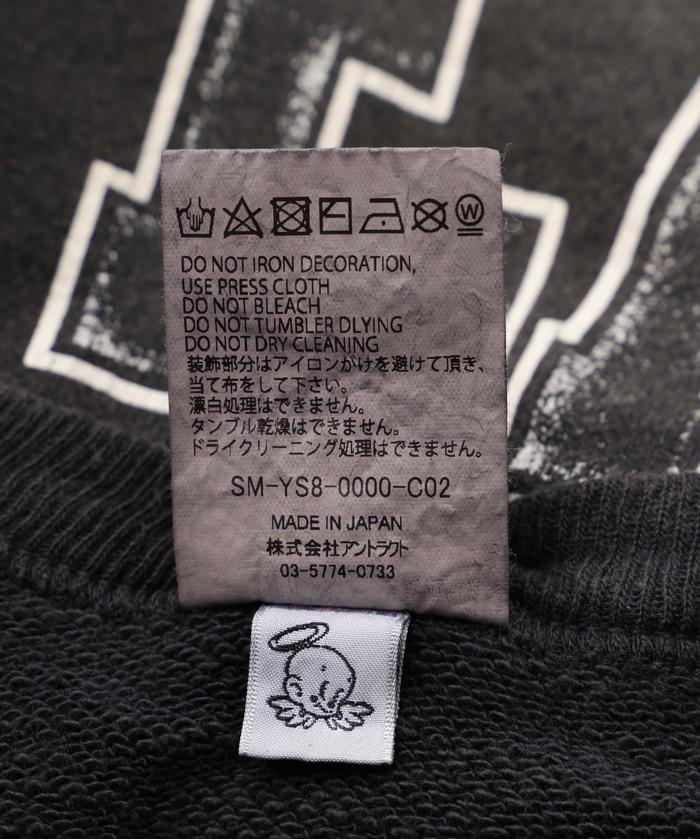 W
DO NOT IRON DECORATION,
USE PRESS CLOTH
DO NOT BLEACH
DO NOT TUMBLER DLYING
DO NOT DRY CLEANING
装飾部分はアイロンがけを避けて頂き、
当て布をして下さい。
漂白処理はできません。
タンブル乾燥はできません。
ドライクリーニング処理はできません。
SM-YS8-0000-C02
MADE IN JAPAN
株式会社アントラクト
03-5774-0733